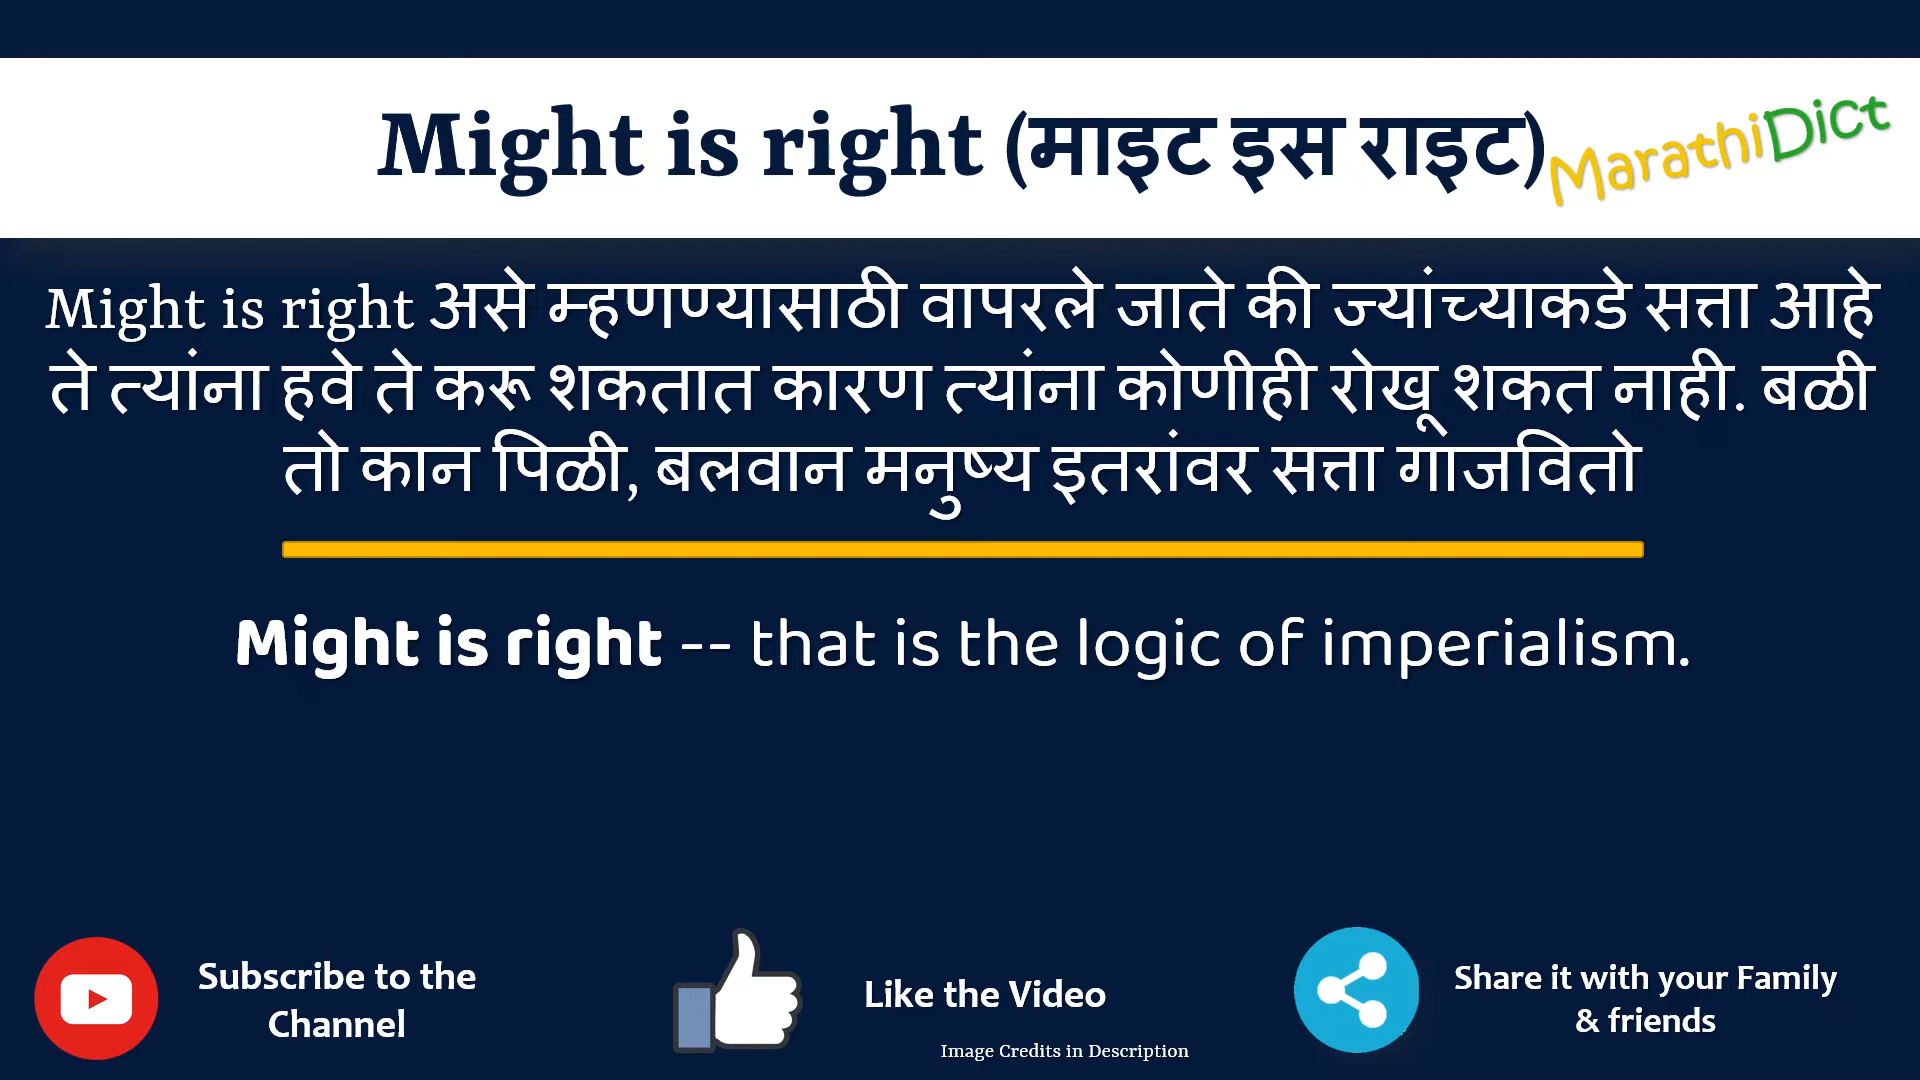 Might is right (माइट इस राइट)
MarathiDict
Might is right असे म्हणण्यासाठी वापरले जाते की ज्यांच्याकडे सत्ता आहे
ते त्यांना हवे ते करू शकतात कारण त्यांना कोणीही रोखू शकत नाही. बळी
तो कान पिळी, बलवान मनुष्य इतरांवर सत्ता गाजवितो
Might is right -- that is the logic of imperialism.
Subscribe to the
Channel
Like the Video
Share it with your Family
& friends
Image Credits in Description